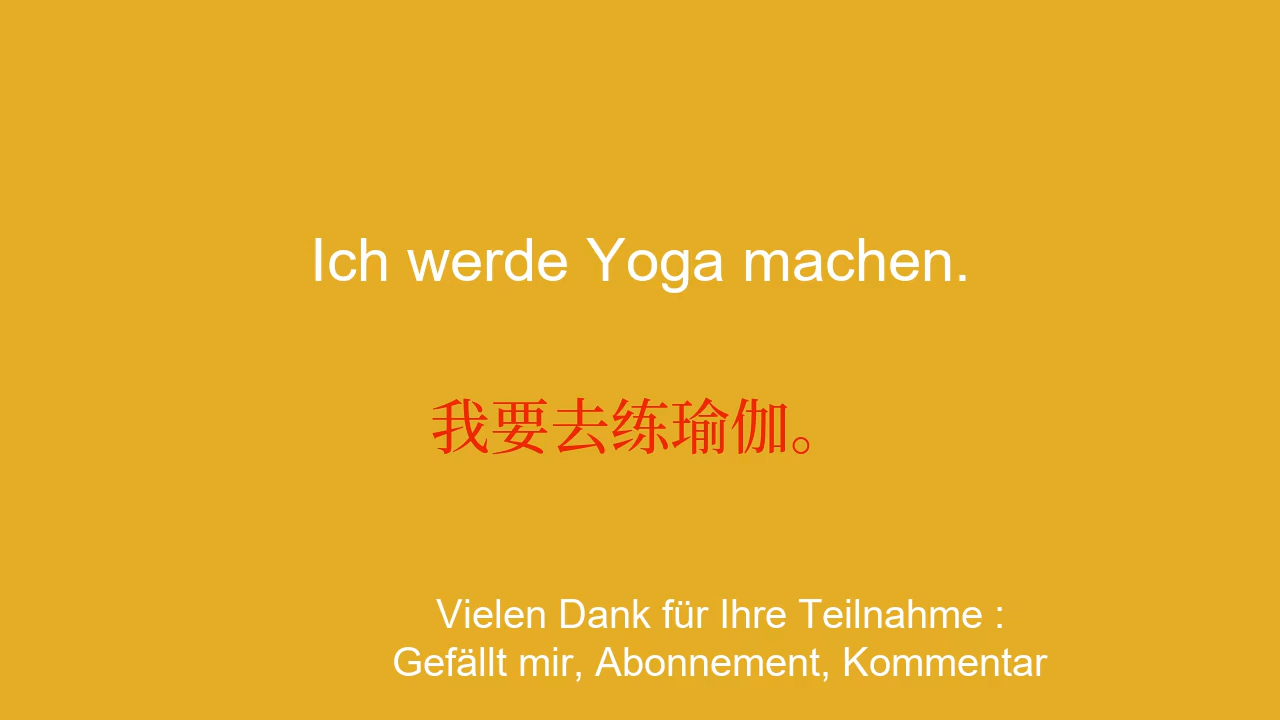 Ich werde Yoga machen.
我要去练瑜伽。
Vielen Dank für Ihre Teilnahme :
Gefällt mir, Abonnement, Kommentar